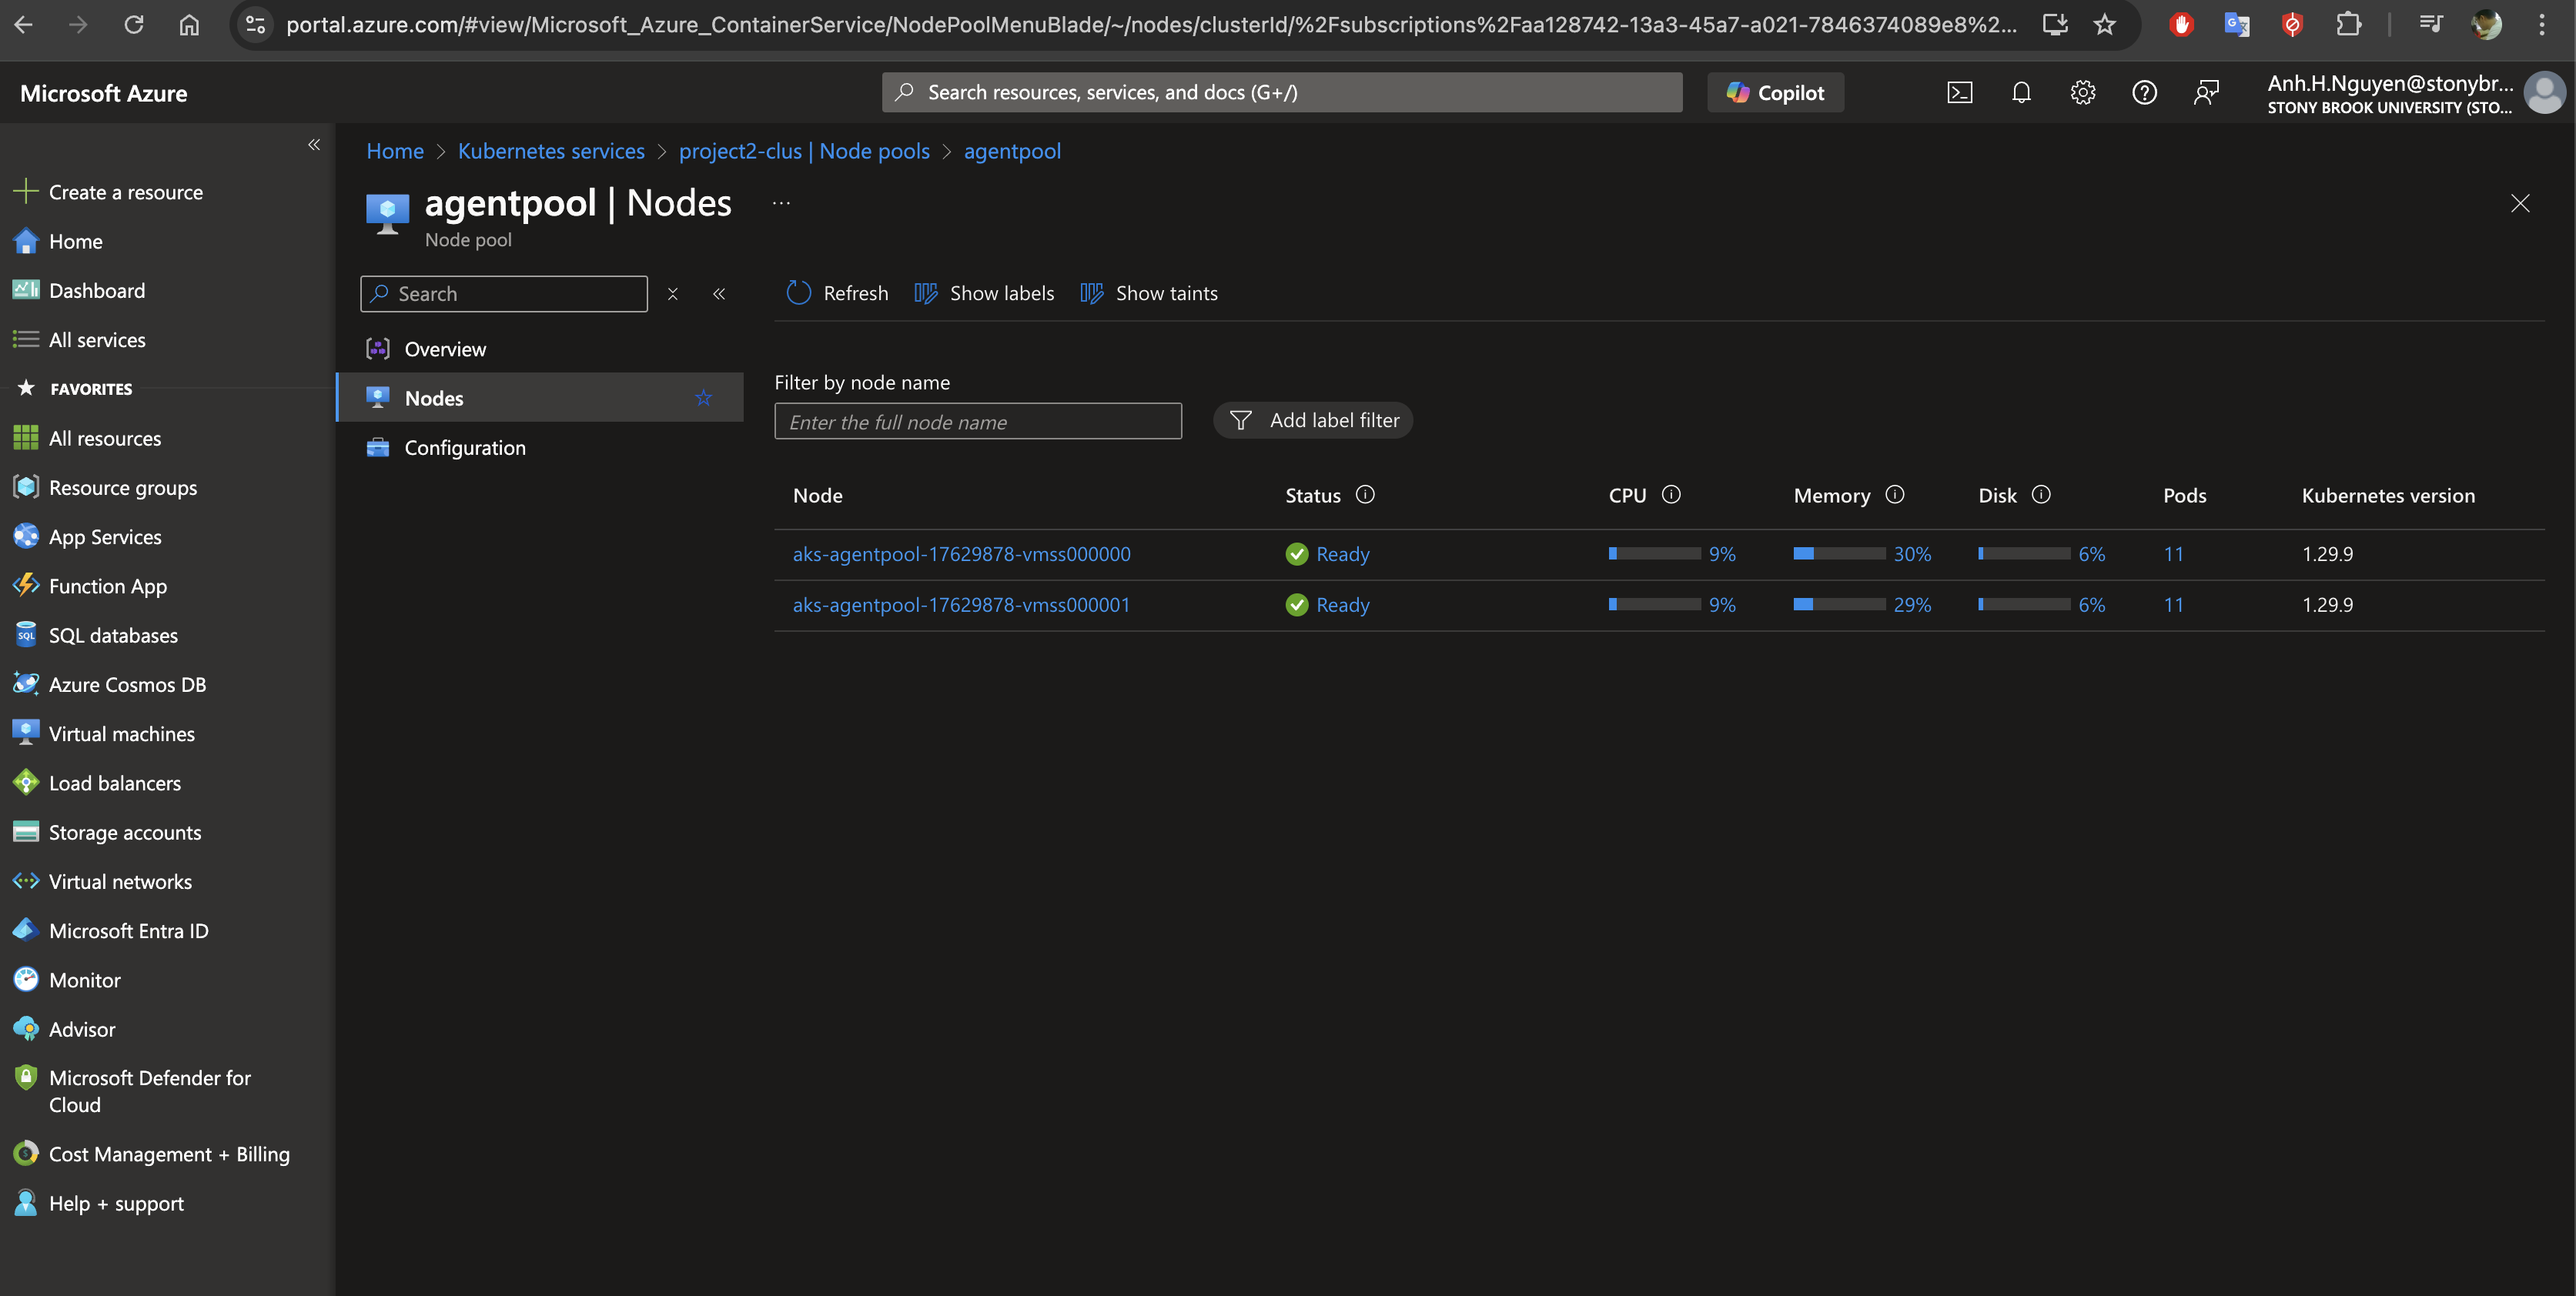 portal.azure.com/#view/Microsoft_Azure_ContainerService/NodePoolMenuBlade/~/nodes/clusterId/%2Fsubscriptions%2Faa128742-13a3-45a7-a021-7846374089e8%2...
Microsoft Azure
Search resources, services, and docs (G+/)
Copilot
Anh.H.Nguyen@stonybr...
STONY BROOK UNIVERSITY (STO...
Create a resource
Home
Dashboard
All services
FAVORITES
All resources
Resource groups
App Services
Function App
SQL databases
Azure Cosmos DB
Virtual machines
Load balancers
Storage accounts
Virtual networks
Microsoft Entra ID
Monitor
Advisor
Microsoft Defender for
Cloud
Cost Management + Billing
Help + support
Home > Kubernetes services > project2-clus | Node pools > agentpool
agentpool | Nodes ...
Node pool
Search
Overview
Nodes
Configuration
Refresh Show labels Show taints
Filter by node name
Enter the full node name
Add label filter
Node Status CPU Memory Disk Pods Kubernetes version
aks-agentpool-17629878-vmss000000 Ready 9% 30% 6% 11 1.29.9
aks-agentpool-17629878-vmss000001 Ready 9% 29% 6% 11 1.29.9